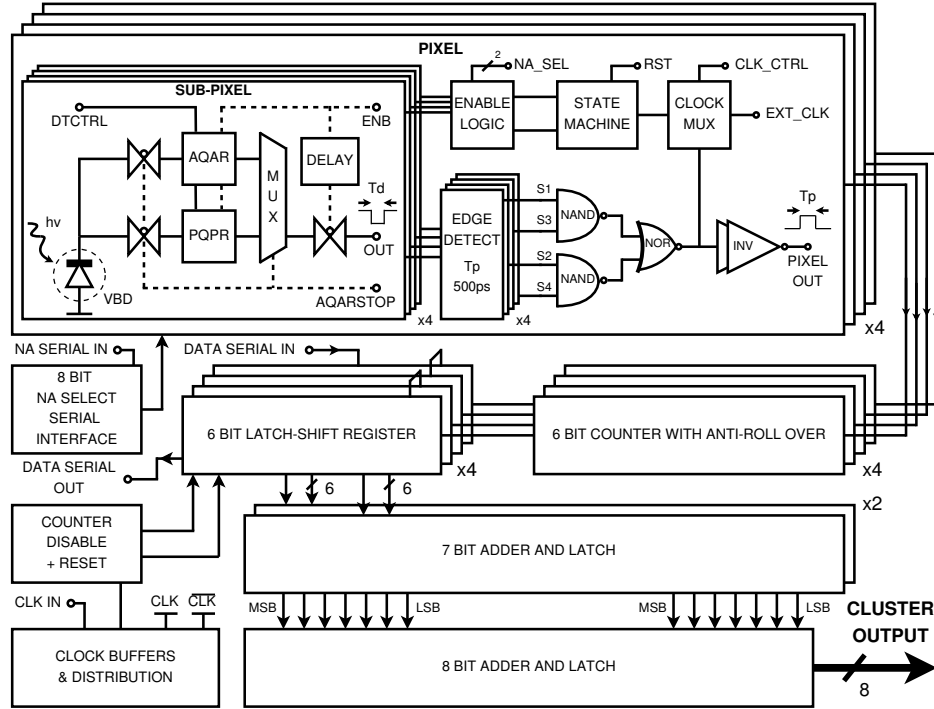 PIXEL
2
NA_SEL
RST
CLK_CTRL
SUB-PIXEL
DTCTRL
ENB
ENABLE
LOGIC
STATE
MACHINE
CLOCK
MUX
EXT_CLK
AQAR
MUX
DELAY
Td
hv
PQPR
OUT
VBD
AQARSTOP
x4
EDGE
DETECT
Tp
500ps
x4
S1
S3
S2
S4
NAND
NAND
NOR
INV
Tp
PIXEL
OUT
x4
NA SERIAL IN
DATA SERIAL IN
8 BIT
NA SELECT
SERIAL
INTERFACE
6 BIT LATCH-SHIFT REGISTER
x4
6 BIT COUNTER WITH ANTI-ROLL OVER
x4
DATA SERIAL
OUT
6
6
x2
COUNTER
DISABLE
+ RESET
7 BIT ADDER AND LATCH
CLK IN
CLK
CLK
MSB
LSB
MSB
LSB
CLUSTER
OUTPUT
CLOCK BUFFERS
& DISTRIBUTION
8 BIT ADDER AND LATCH
8